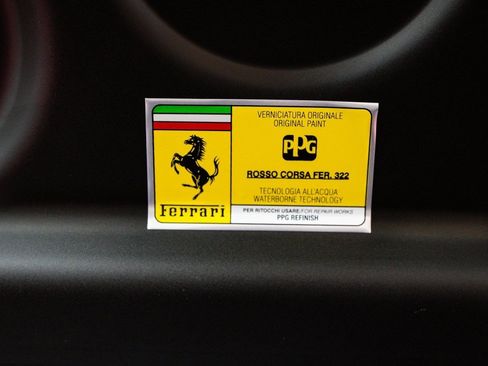 VERNICIATURA ORIGINALE
ORIGINAL PAINT
PPG
ROSSO CORSA FER. 322
TECNOLOGIA ALL'ACQUA
WATERBORNE TECHNOLOGY
Ferrari
PER RITOCCHI USARE/FOR REPAIR WORKS
PPG REFINISH